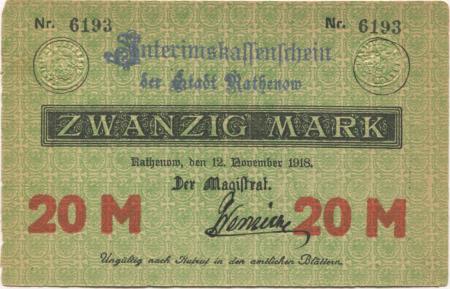 Nr. 6193 Nr. 6193
Interimskassenschein
der Stadt Rathenow
ZWANZIG MARK
Rathenow, den 12. November 1918.
Der Magistrat.
20 M 20 M
Ungültig nach Aufruf in den amtlichen Blättern.